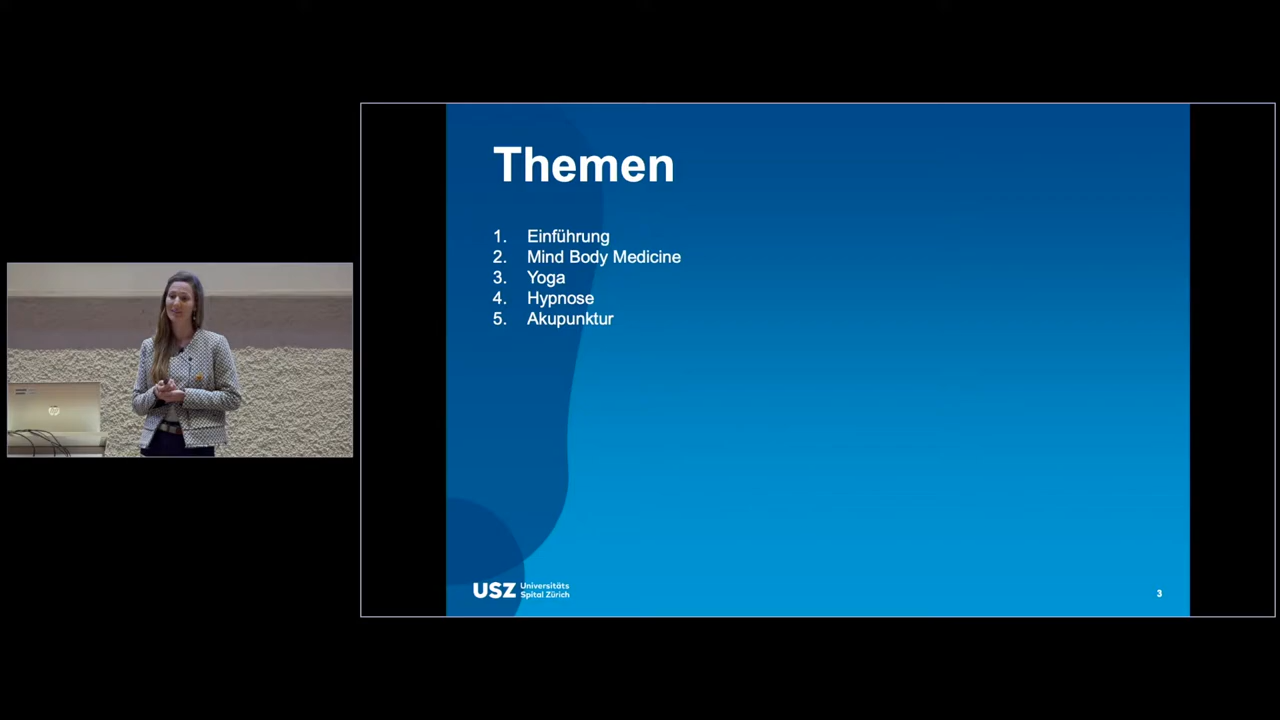 Themen
1. Einführung
2. Mind Body Medicine
3. Yoga
4. Hypnose
5. Akupunktur
USZ Universitäts
Spital Zürich
3